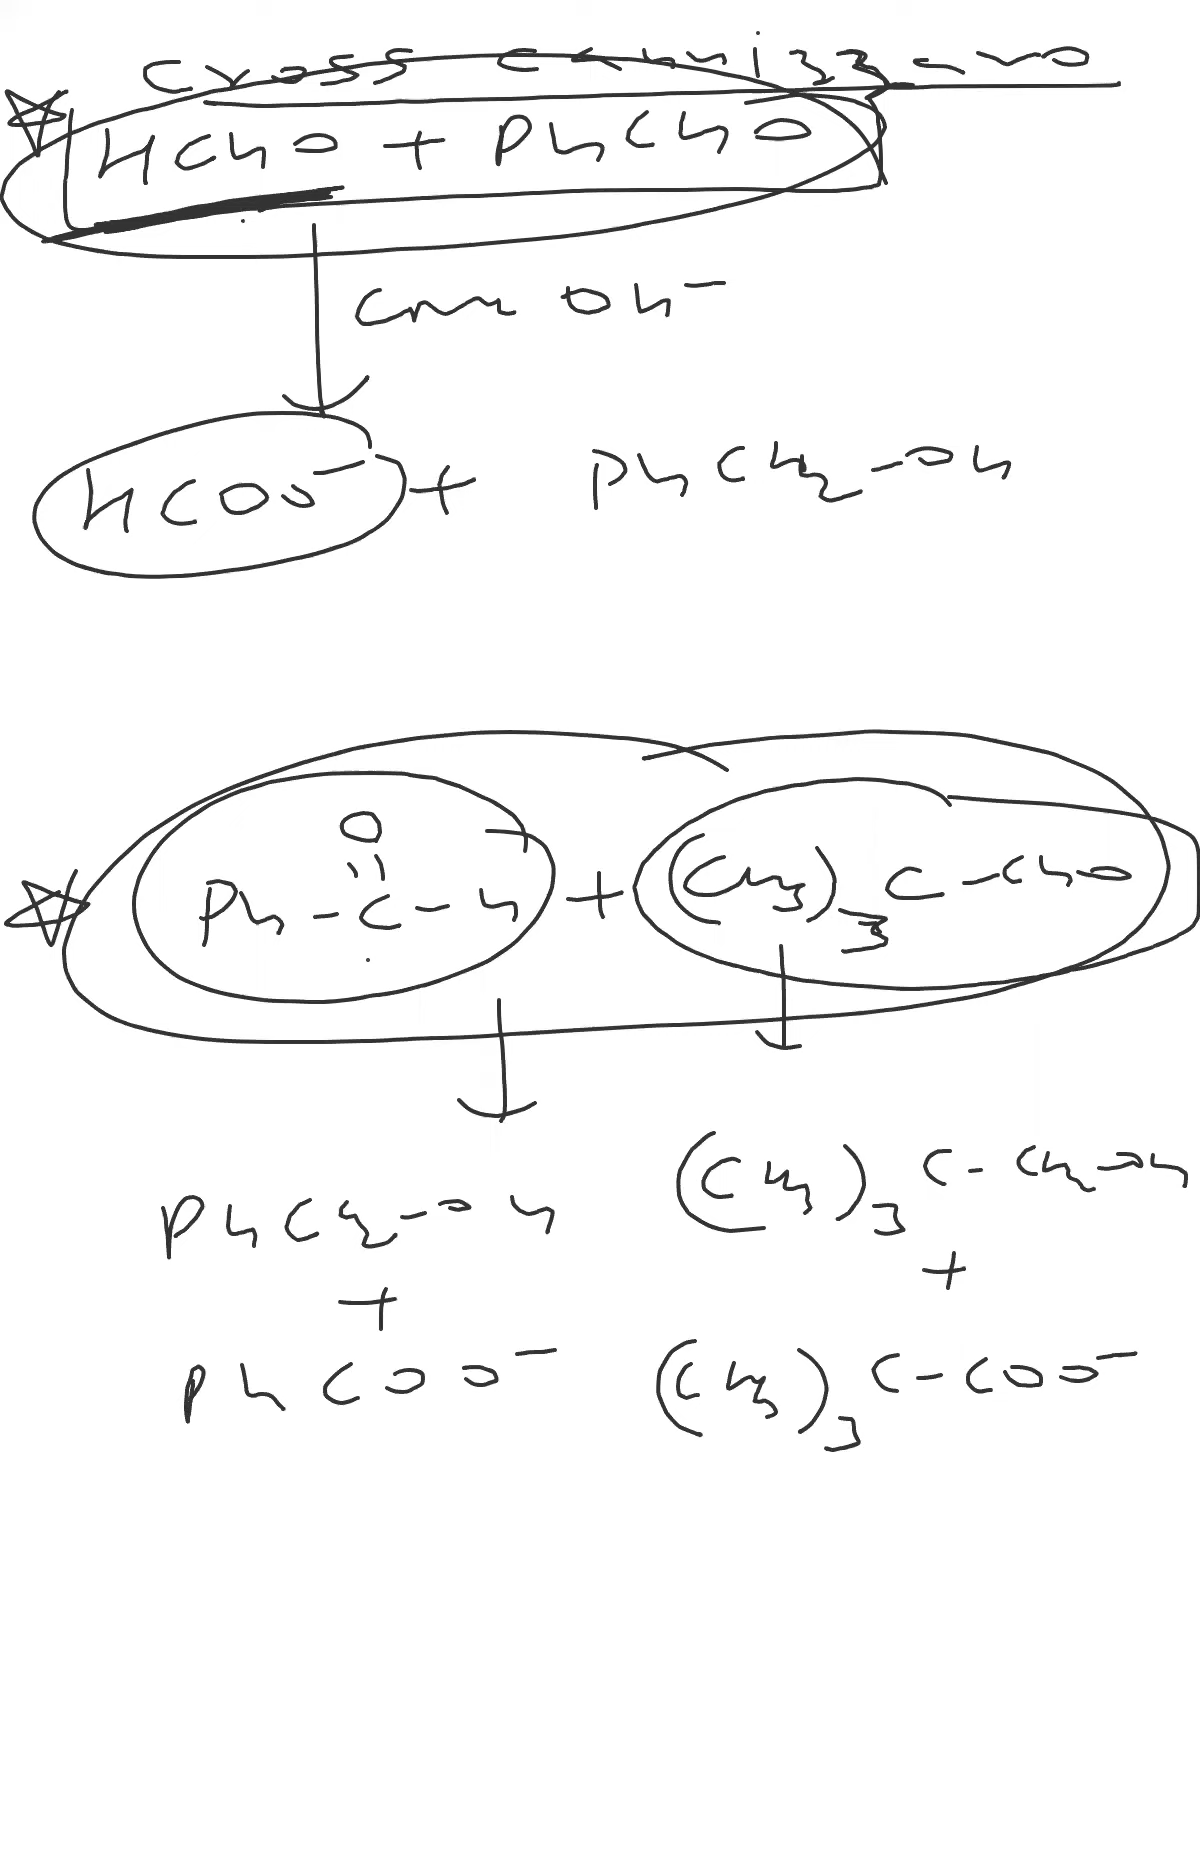 Cross Cannizzaro
HCHO + PhCHO
Conc OH⁻
HCOO⁻ + PhCH₂-OH
O
Ph-C-H + (CH₃)₃C-CHO
PhCH₂-OH (CH₃)₃C-CH₂-OH
+ +
PhCOO⁻ (CH₃)₃C-COO⁻